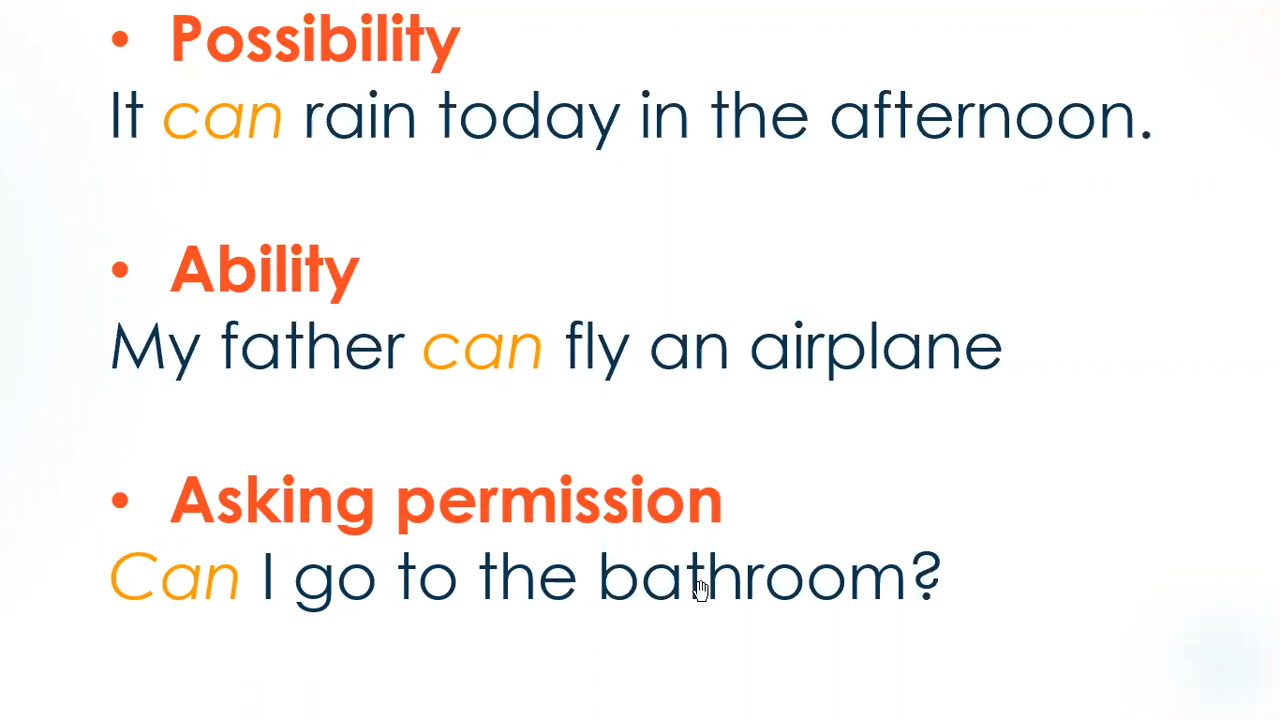 • Possibility
It can rain today in the afternoon.
• Ability
My father can fly an airplane
• Asking permission
Can I go to the bathroom?